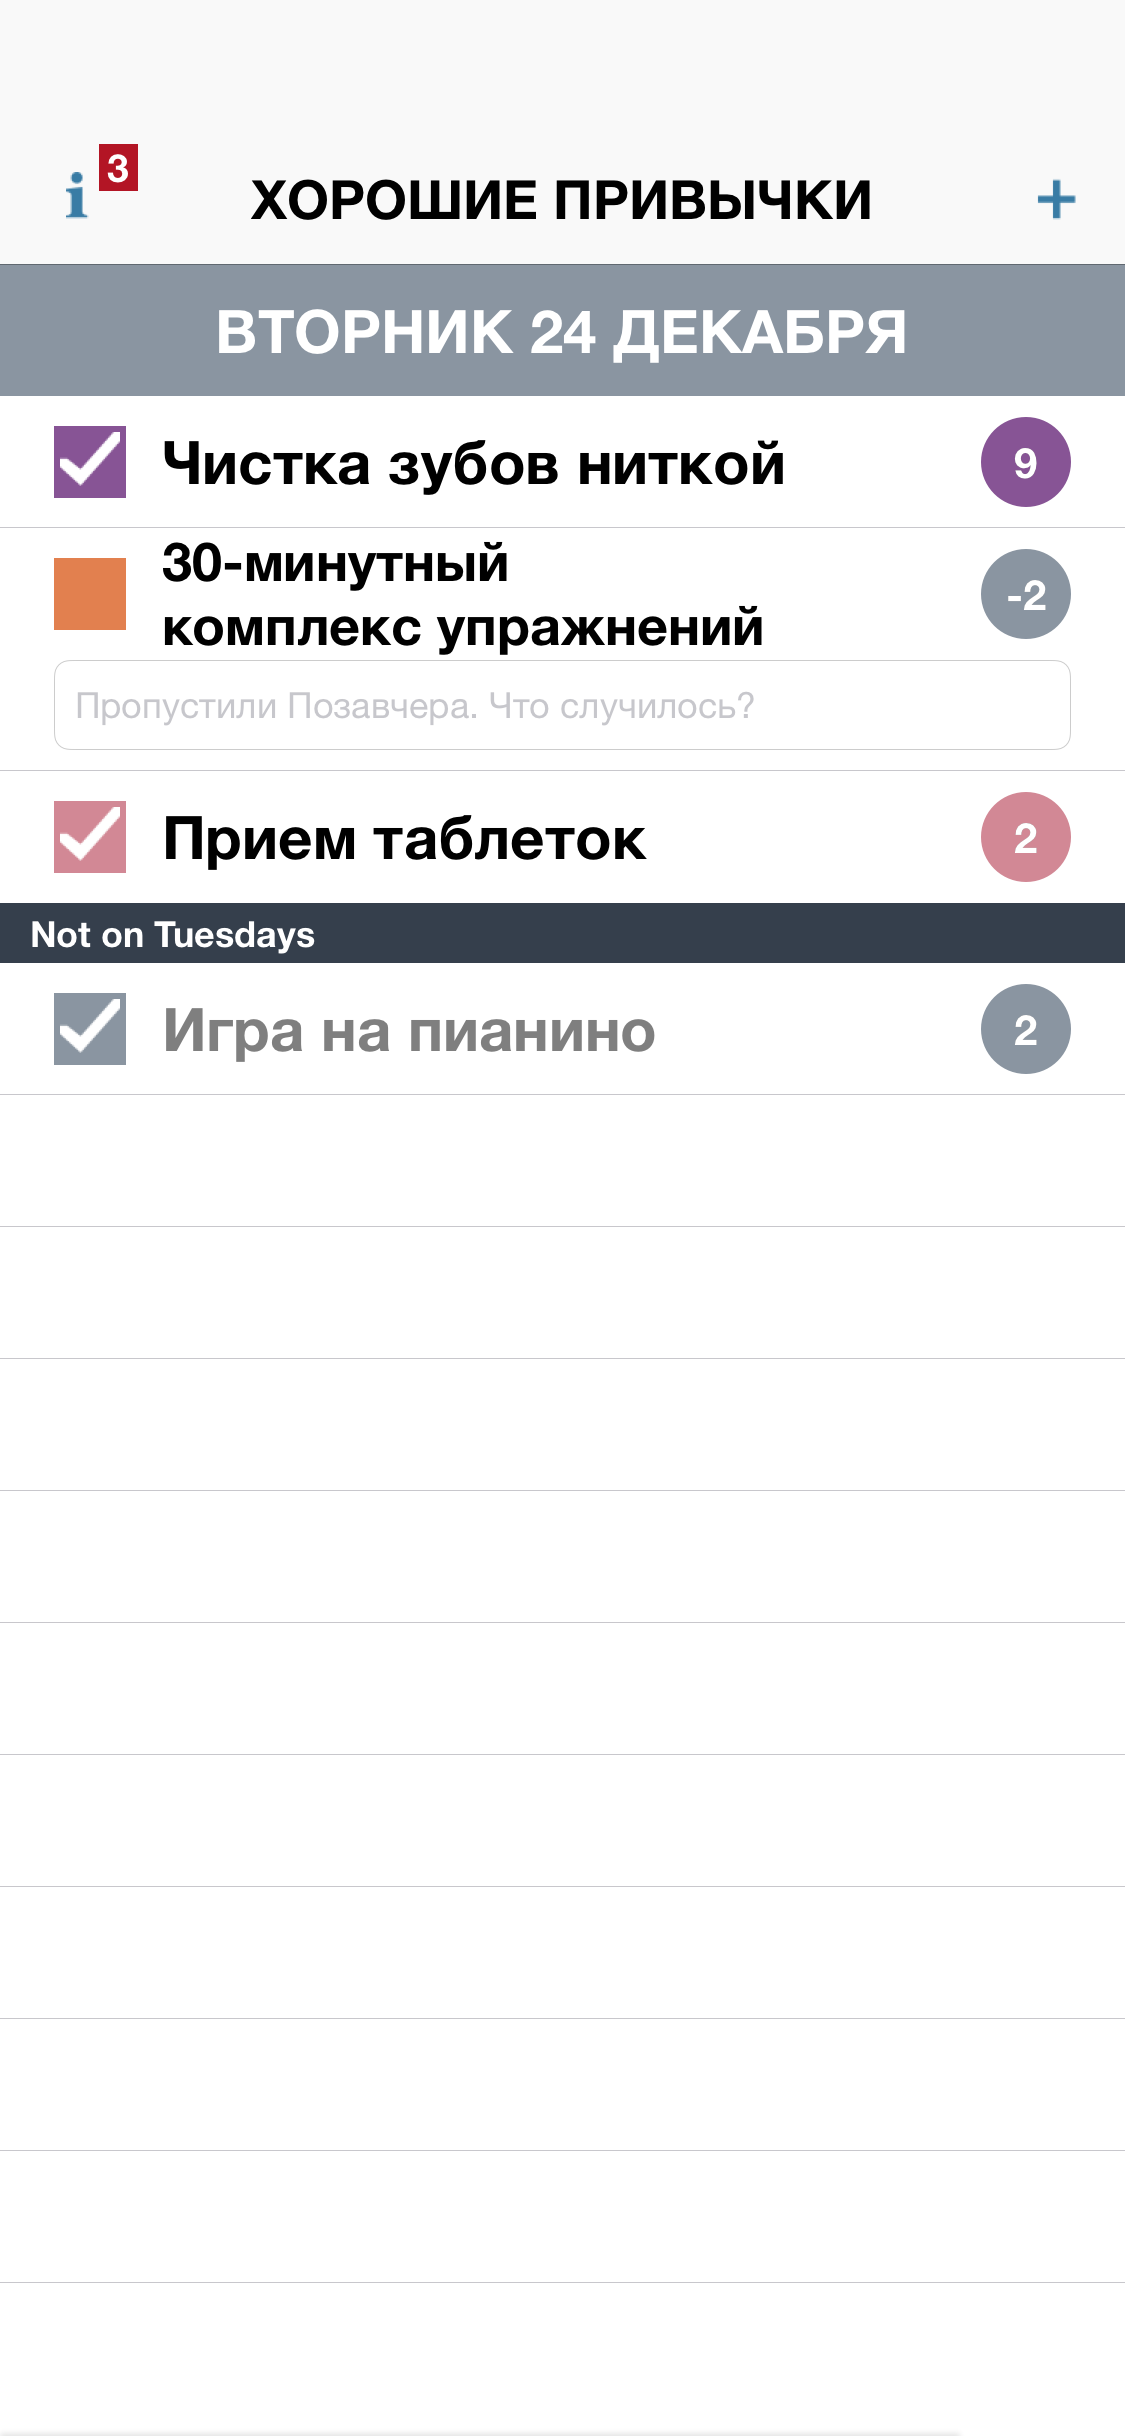 i 3
ХОРОШИЕ ПРИВЫЧКИ
+
ВТОРНИК 24 ДЕКАБРЯ
Чистка зубов ниткой
9
30-минутный
комплекс упражнений
-2
Пропустили Позавчера. Что случилось?
Прием таблеток
2
Not on Tuesdays
Игра на пианино
2